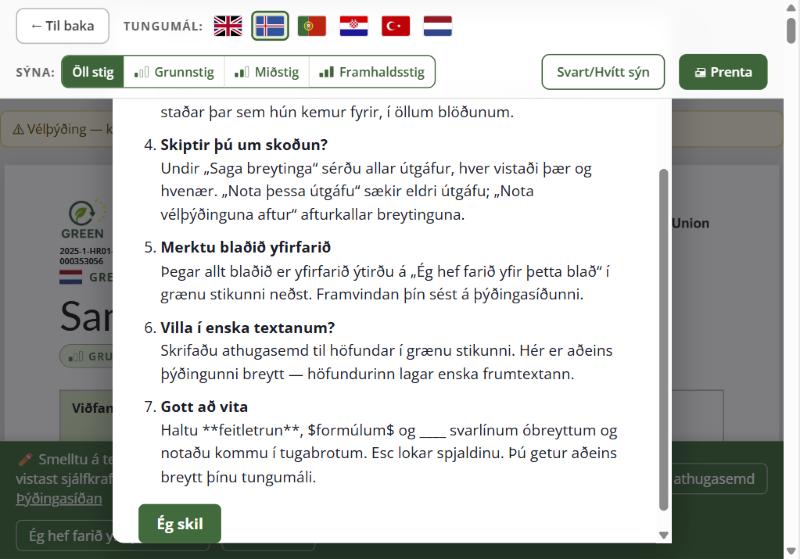 ← Til baka
TUNGUMÁL:
SÝNA:
Öll stig
Grunnstig
Miðstig
Framhaldsstig
Svart/Hvítt sýn
Prenta
Vélþýðing — k
GREEN
2025-1-HR01-
000353056
GRE
Union
San
GRU
Viðfan
staðar þar sem hún kemur fyrir, í öllum blöðunum.
4. Skiptir þú um skoðun?
Undir „Saga breytinga“ sérðu allar útgáfur, hver vistaði þær og
hvenær. „Nota þessa útgáfu“ sækir eldri útgáfu; „Nota
vélþýðinguna aftur“ afturkallar breytinguna.
5. Merktu blaðið yfirfarið
Þegar allt blaðið er yfirfarið ýtirðu á „Ég hef farið yfir þetta blað“ í
grænu stikunni neðst. Framvindan þín sést á þýðingasíðunni.
6. Villa í enska textanum?
Skrifaðu athugasemd til höfundar í grænu stikunni. Hér er aðeins
þýðingunni breytt — höfundurinn lagar enska frumtextann.
7. Gott að vita
Haltu **feitletrun**, $formúlum$ og ____ svarlínum óbreyttum og
notaðu kommu í tugabrotum. Esc lokar spjaldinu. Þú getur aðeins
breytt þínu tungumáli.
Ég skil
Smelltu á te
vistast sjálfkraf
Þýðingasíðan
athugasemd
Ég hef farið y